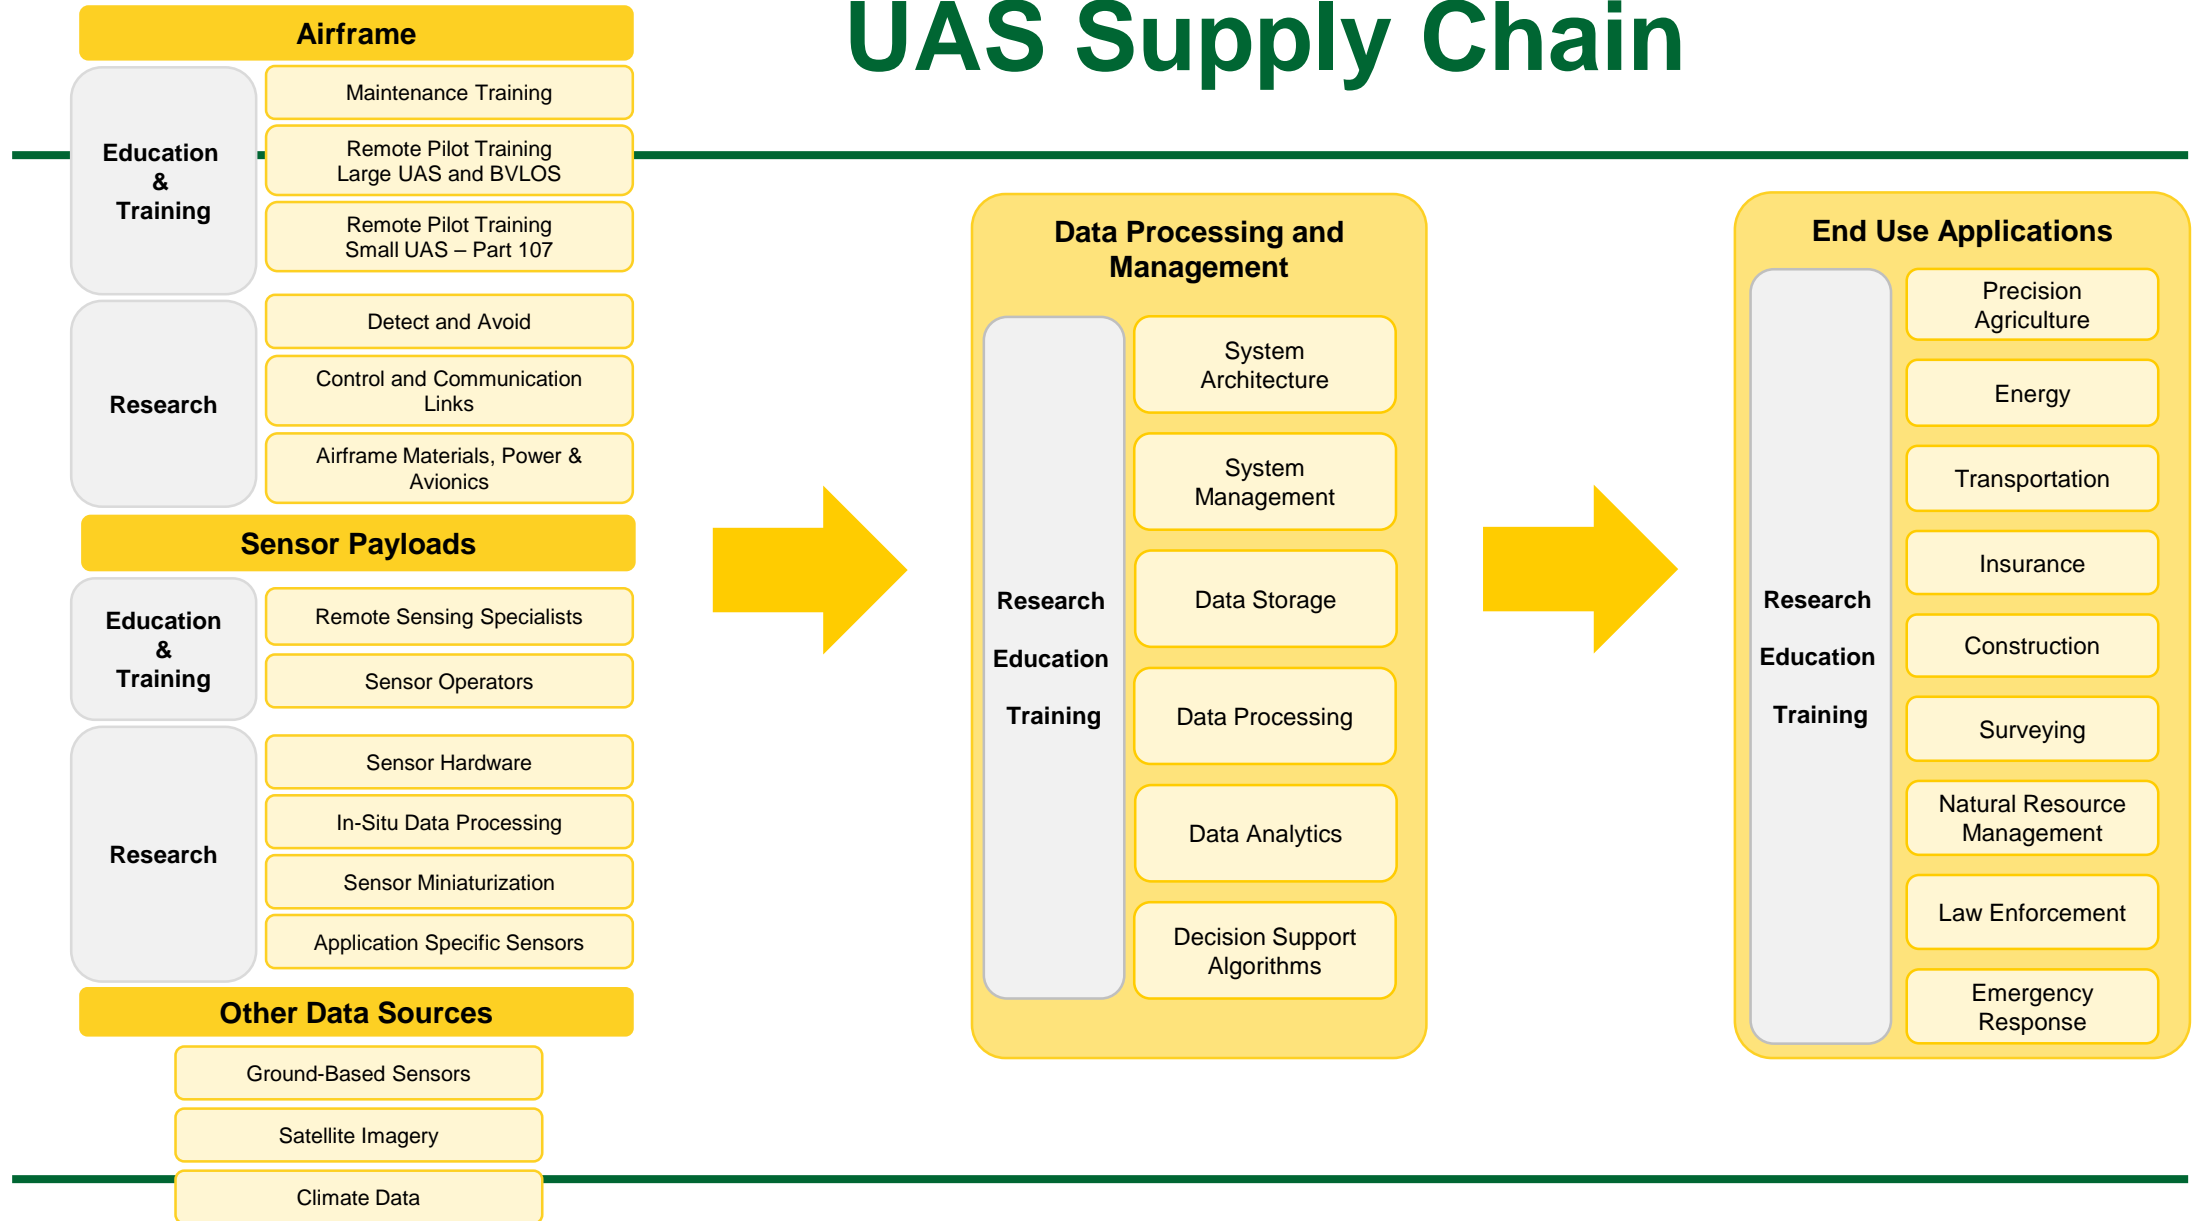 UAS Supply Chain
Airframe
Education
&
Training
Maintenance Training
Remote Pilot Training
Large UAS and BVLOS
Remote Pilot Training
Small UAS – Part 107
Research
Detect and Avoid
Control and Communication
Links
Airframe Materials, Power &
Avionics
Sensor Payloads
Education
&
Training
Remote Sensing Specialists
Sensor Operators
Research
Sensor Hardware
In-Situ Data Processing
Sensor Miniaturization
Application Specific Sensors
Other Data Sources
Ground-Based Sensors
Satellite Imagery
Climate Data
Data Processing and
Management
Research
Education
Training
System
Architecture
System
Management
Data Storage
Data Processing
Data Analytics
Decision Support
Algorithms
End Use Applications
Research
Education
Training
Precision
Agriculture
Energy
Transportation
Insurance
Construction
Surveying
Natural Resource
Management
Law Enforcement
Emergency
Response